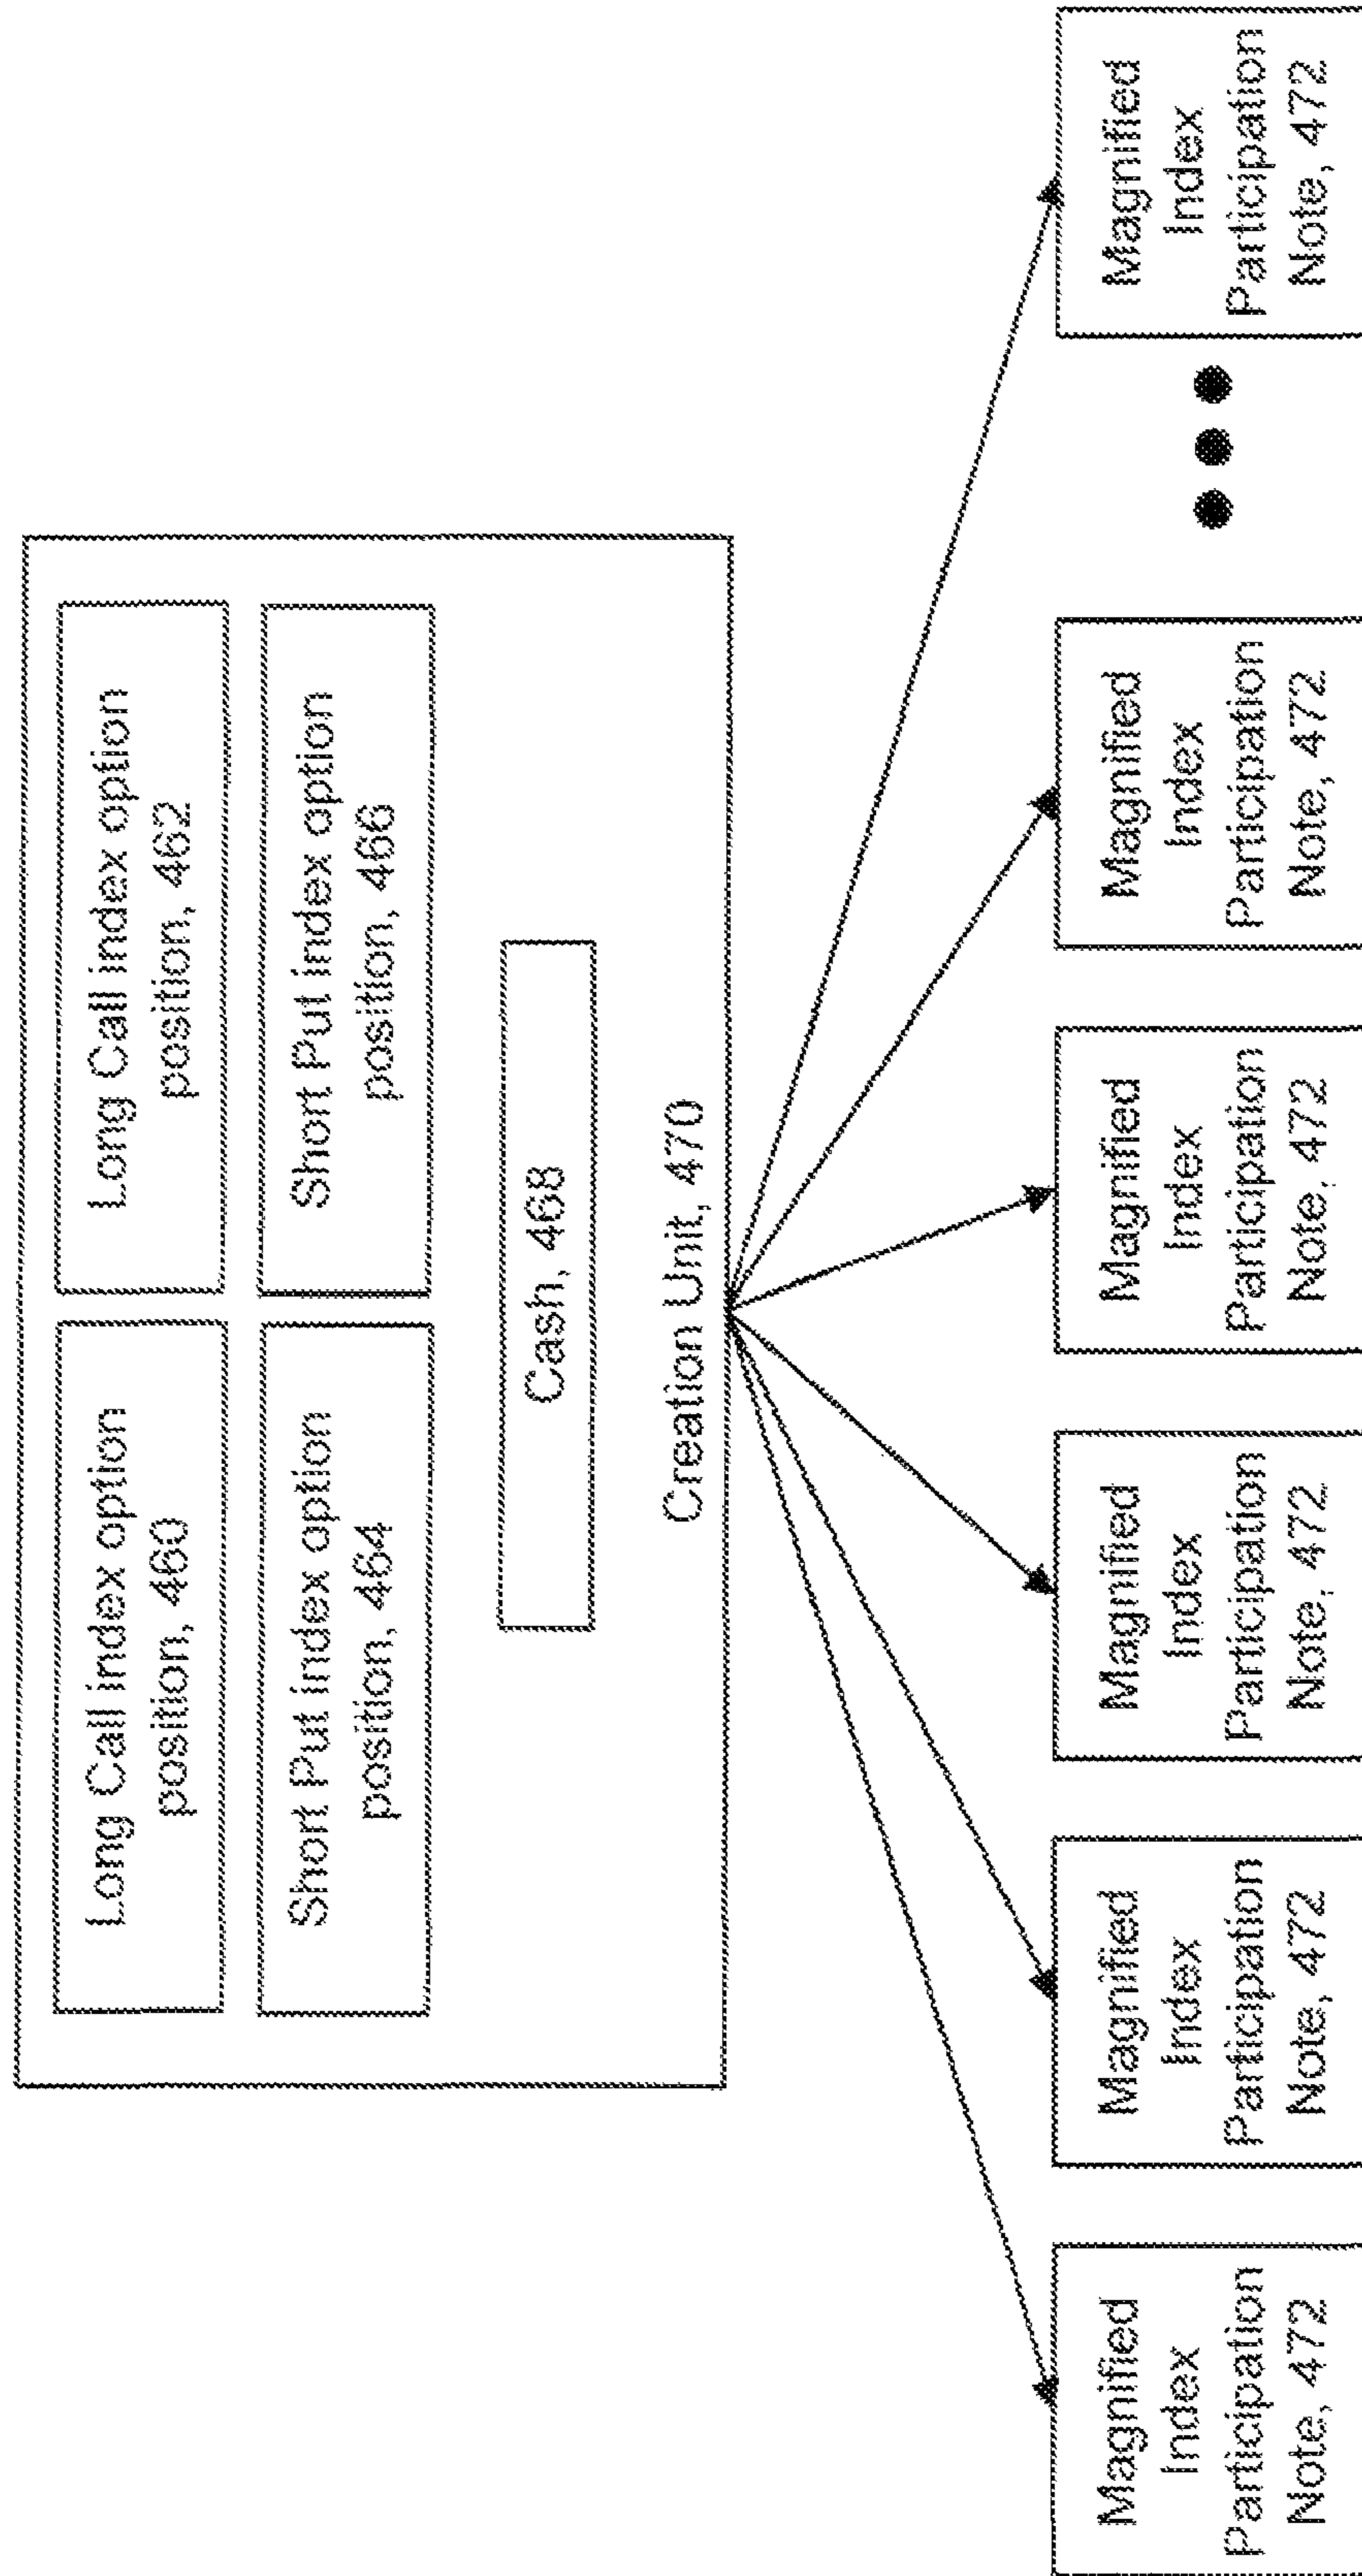 Long Call index option
position, 460
Long Call index option
position, 462
Short Put index option
position, 464
Short Put index option
position, 466
Cash, 468
Creation Unit, 470
Magnified
Index
Participation
Note, 472
Magnified
Index
Participation
Note, 472
Magnified
Index
Participation
Note, 472
Magnified
Index
Participation
Note, 472
Magnified
Index
Participation
Note, 472
Magnified
Index
Participation
Note, 472